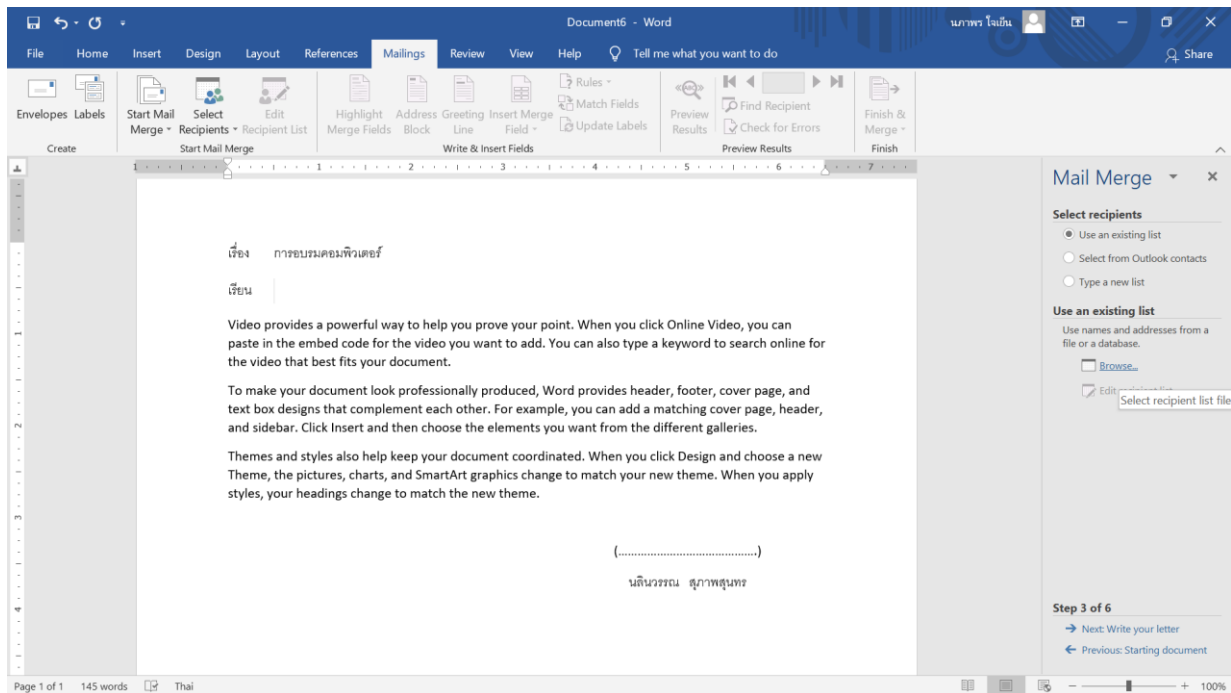 Document6 - Word
นภาพร ใจเย็น
File Home Insert Design Layout References Mailings Review View Help Tell me what you want to do
Share
Envelopes Labels
Create
Start Mail Merge Select Recipients Edit Recipient List
Start Mail Merge
Highlight Merge Fields Address Block Greeting Line Insert Merge Field
Rules
Match Fields
Update Labels
Write & Insert Fields
Preview Results
Find Recipient
Check for Errors
Preview Results
Finish & Merge
Finish
1 1 2 3 4 5 6 7
เรื่อง การอบรมคอมพิวเตอร์
เรียน
Video provides a powerful way to help you prove your point. When you click Online Video, you can
paste in the embed code for the video you want to add. You can also type a keyword to search online for
the video that best fits your document.
To make your document look professionally produced, Word provides header, footer, cover page, and
text box designs that complement each other. For example, you can add a matching cover page, header,
and sidebar. Click Insert and then choose the elements you want from the different galleries.
Themes and styles also help keep your document coordinated. When you click Design and choose a new
Theme, the pictures, charts, and SmartArt graphics change to match your new theme. When you apply
styles, your headings change to match the new theme.
(...........................................)
นลินวรรณ สุภาพสุนทร
Mail Merge
Select recipients
Use an existing list
Select from Outlook contacts
Type a new list
Use an existing list
Use names and addresses from a
file or a database.
Browse...
Edit
Select recipient list file
Step 3 of 6
Next: Write your letter
Previous: Starting document
Page 1 of 1 145 words Thai
100%